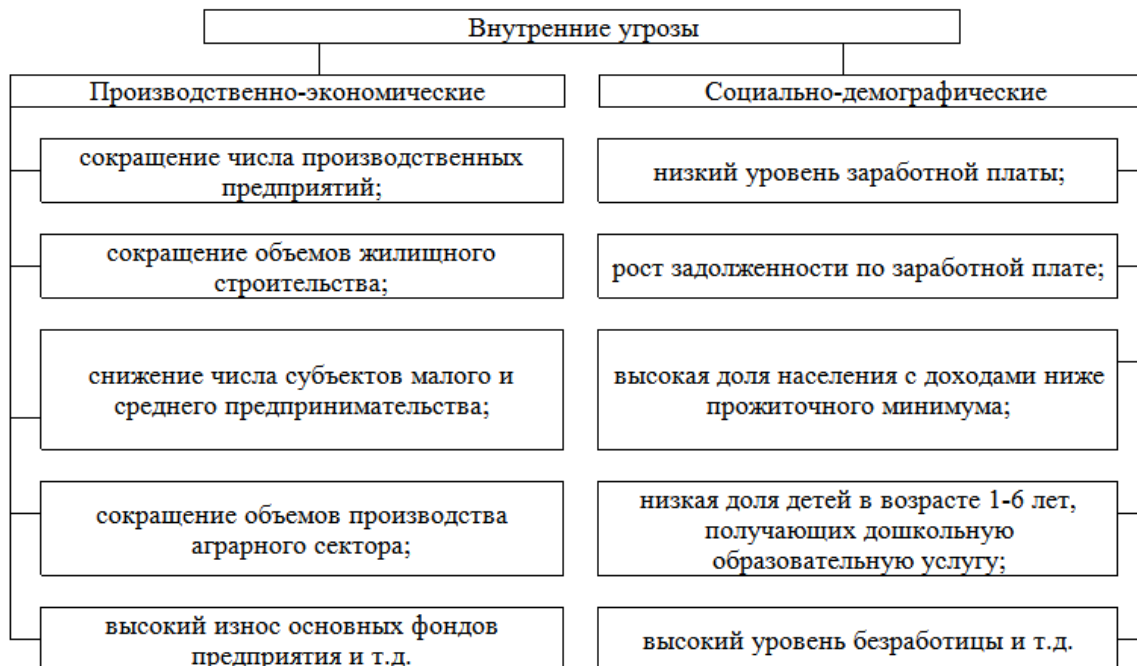 Внутренние угрозы
Производственно-экономические
сокращение числа производственных
предприятий;
сокращение объемов жилищного
строительства;
снижение числа субъектов малого и
среднего предпринимательства;
сокращение объемов производства
аграрного сектора;
высокий износ основных фондов
предприятия и т.д.
Социально-демографические
низкий уровень заработной платы;
рост задолженности по заработной плате;
высокая доля населения с доходами ниже
прожиточного минимума;
низкая доля детей в возрасте 1-6 лет,
получающих дошкольную
образовательную услугу;
высокий уровень безработицы и т.д.